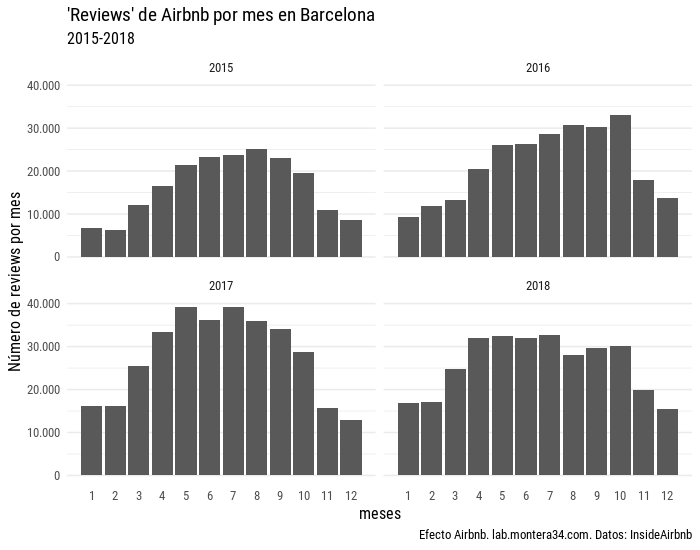 'Reviews' de Airbnb por mes en Barcelona
2015-2018
2015
2016
40.000
30.000
20.000
10.000
0
2017
2018
40.000
30.000
20.000
10.000
0
Número de reviews por mes
1 2 3 4 5 6 7 8 9 10 11 12
1 2 3 4 5 6 7 8 9 10 11 12
meses
Efecto Airbnb. lab.montera34.com. Datos: InsideAirbnb